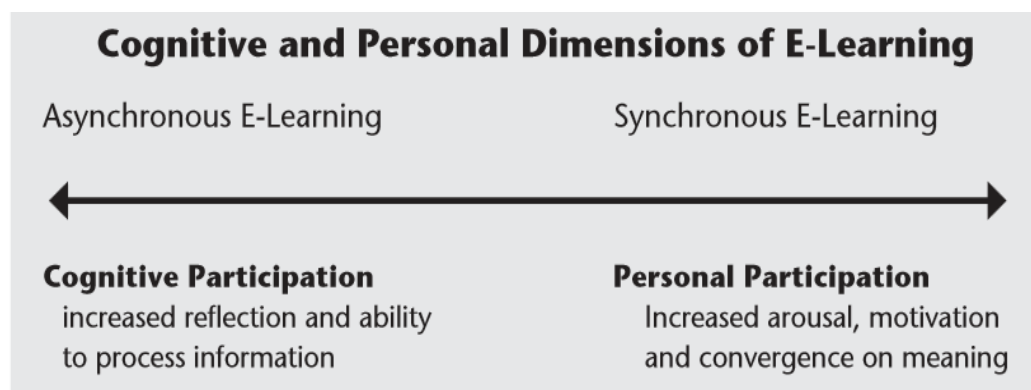 Cognitive and Personal Dimensions of E-Learning
Asynchronous E-Learning
Synchronous E-Learning
Cognitive Participation
increased reflection and ability
to process information
Personal Participation
Increased arousal, motivation
and convergence on meaning